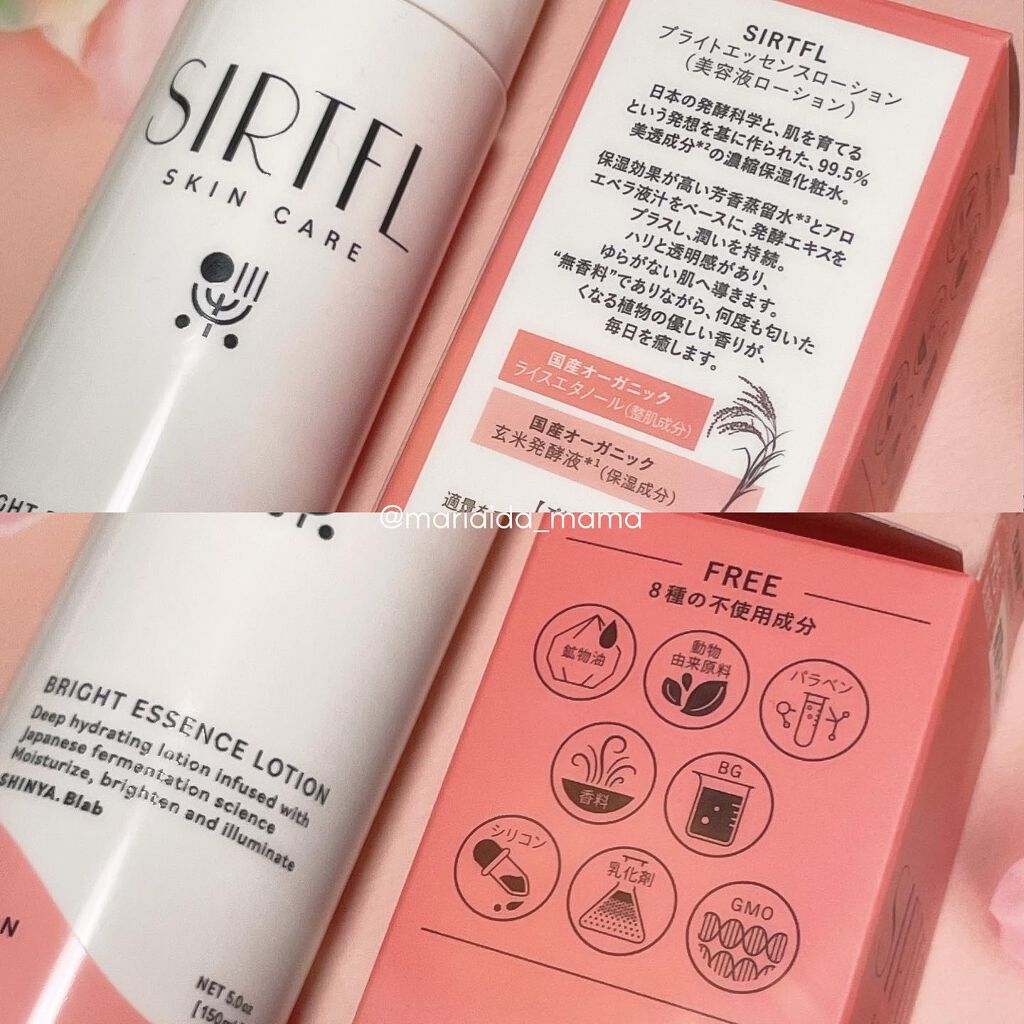 SIRTFL
SKIN CARE
SIRTFL
ブライトエッセンスローション
（美容液ローション）
日本の発酵科学と、肌を育てる
という発想を基に作られた、99.5%
美透成分*2の濃縮保湿化粧水。
保湿効果が高い芳香蒸留水*3とアロ
エベラ液汁をベースに、発酵エキスを
プラスし、潤いを持続。
ハリと透明感があり、
ゆらがない肌へ導きます。
“無香料”でありながら、何度も匂いた
くなる植物の優しい香りが、
毎日を癒します。
国産オーガニック
ライスエタノール(整肌成分)
国産オーガニック
玄米発酵液*1(保湿成分)
@mariaida_mama
BRIGHT ESSENCE LOTION
Deep hydrating lotion infused with
Japanese fermentation science
Moisturize, brighten and illuminate
SHINYA. Blab
NET 5.0oz
FREE
8種の不使用成分
鉱物油
動物
由来原料
パラベン
香料
BG
シリコン
乳化剤
GMO